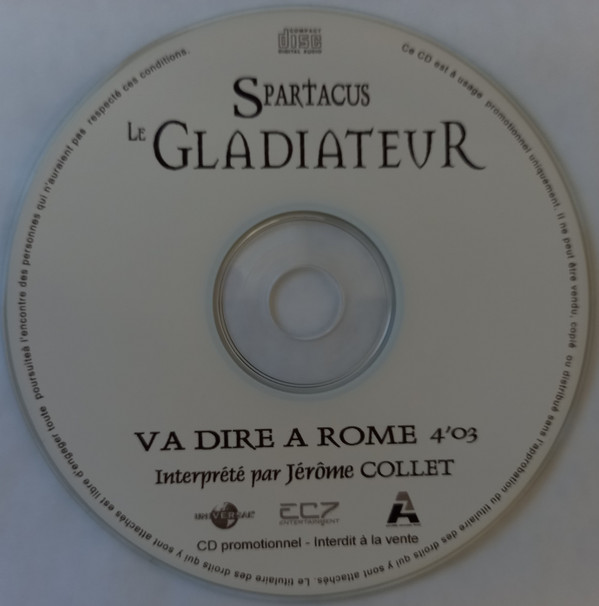 COMPACT
disc
DIGITAL AUDIO
SPARTACUS
LE GLADIATEUR
VA DIRE A ROME 4'03
Interprété par Jérôme COLLET
UNIVERSAL
EC7
ENTERTAINMENT
CD promotionnel - Interdit à la vente
Ce CD est à usage promotionnel uniquement. Il ne peut être vendu, copié ou distribué sans l'approbation du titulaire des droits qui y sont attachés. Le titulaire des droits qui y sont attachés est libre d'engager toute poursuiteà l'encontre des personnes qui n'auraient pas respecté ces conditions.